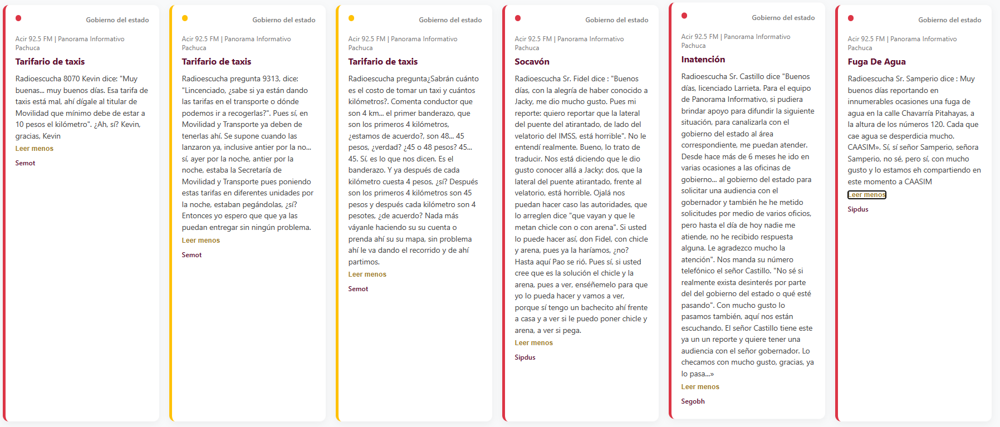 Gobierno del estado
Acir 92.5 FM | Panorama Informativo
Pachuca
Tarifario de taxis
Radioescucha 8070 Kevin dice: "Muy
buenas... muy buenos días. Esa tarifa de
taxis está mal, ahí dígale al titular de
Movilidad que mínimo debe de estar a
10 pesos el kilómetro". ¿Ah, sí? Kevin,
gracias, Kevin
Leer menos
Semot
Gobierno del estado
Acir 92.5 FM | Panorama Informativo
Pachuca
Tarifario de taxis
Radioescucha pregunta 9313, dice:
"Lincenciado, ¿sabe si ya están dando
las tarifas en el transporte o dónde
podemos ir a recogerlas?". Pues sí, en
Movilidad y Transporte ya deben de
tenerlas ahí. Se supone cuando las
lanzaron ya, inclusive antier por la no...
sí, ayer por la noche, antier por la
noche, estaba la Secretaría de
Movilidad y Transporte pues poniendo
estas tarifas en diferentes unidades por
la noche, estaban pegándolas, ¿sí?
Entonces yo espero que que ya las
puedan entregar sin ningún problema.
Leer menos
Semot
Gobierno del estado
Acir 92.5 FM | Panorama Informativo
Pachuca
Tarifario de taxis
Radioescucha pregunta¿Sabrán cuánto
es el costo de tomar un taxi y cuántos
kilómetros?. Comenta conductor que
son 4 km... el primer banderazo, que
son los primeros 4 kilómetros,
¿estamos de acuerdo?, son 48... 45
pesos, ¿verdad? ¿45 o 48 pesos? 45...
45. Sí, es lo que nos dicen. Es el
banderazo. Y ya después de cada
kilómetro cuesta 4 pesos, ¿sí? Después
son los primeros 4 kilómetros son 45
pesos y después cada kilómetro son 4
pesotes, ¿de acuerdo? Nada más
váyanle haciendo su su cuenta o
prenda ahí su su mapa, sin problema
ahí le va dando el recorrido y de ahí
partimos.
Leer menos
Semot
Gobierno del estado
Acir 92.5 FM | Panorama Informativo
Pachuca
Socavón
Radioescucha Sr. Fidel dice : "Buenos
días, con la alegría de haber conocido a
Jacky, me dio mucho gusto. Pues mi
reporte: quiero reportar que la lateral
del puente del atirantado, de lado del
velatorio del IMSS, está horrible". No le
entendí realmente. Bueno, lo trato de
traducir. Nos está diciendo que le dio
gusto conocer allá a Jacky; dos, que la
lateral del puente atirantado, frente al
velatorio, está horrible. Ojalá nos
puedan hacer caso las autoridades, que
lo arreglen dice "que vayan y que le
metan chicle con o con arena". Si usted
lo puede hacer así, don Fidel, con chicle
y arena, pues ya la haríamos, ¿no?
Hasta aquí Pao se rió. Pues sí, si usted
cree que es la solución el chicle y la
arena, pues a ver, enséñemelo para que
yo lo pueda hacer y vamos a ver,
porque sí tengo un bachecito ahí frente
a casa y a ver si le puedo poner chicle y
arena, a ver si pega.
Leer menos
Sipdus
Gobierno del estado
Acir 92.5 FM | Panorama Informativo
Pachuca
Inatención
Radioescucha Sr. Castillo dice "Buenos
días, licenciado Larrieta. Para el equipo
de Panorama Informativo, si pudiera
brindar apoyo para difundir la siguiente
situación, para canalizarla con el
gobierno del estado al área
correspondiente, me puedan atender.
Desde hace más de 6 meses he ido en
varias ocasiones a las oficinas de
gobierno... al gobierno del estado para
solicitar una audiencia con el
gobernador y también he he metido
solicitudes por medio de varios oficios,
pero hasta el día de hoy nadie me
atiende, no he recibido respuesta
alguna. Le agradezco mucho la
atención". Nos manda su número
telefónico el señor Castillo. "No sé si
realmente exista desinterés por parte
del del gobierno del estado o qué esté
pasando". Con mucho gusto lo
pasamos también, aquí nos están
escuchando. El señor Castillo tiene este
ya un un reporte y quiere tener una
audiencia con el señor gobernador. Lo
checamos con mucho gusto, gracias, ya
lo pasa...»
Leer menos
Segobh
Gobierno del estado
Acir 92.5 FM | Panorama Informativo
Pachuca
Fuga De Agua
Radioescucha Sr. Samperio dice : Muy
buenos días reportando en
innumerables ocasiones una fuga de
agua en la calle Chavarría Pitahayas, a
la altura de los números 120. Cada que
cae agua se desperdicia mucho.
CAASIM». Sí, sí señor Samperio, señora
Samperio, no sé, pero sí, con mucho
gusto y lo estamos eh compartiendo en
este momento a CAASIM
Leer menos
Sipdus